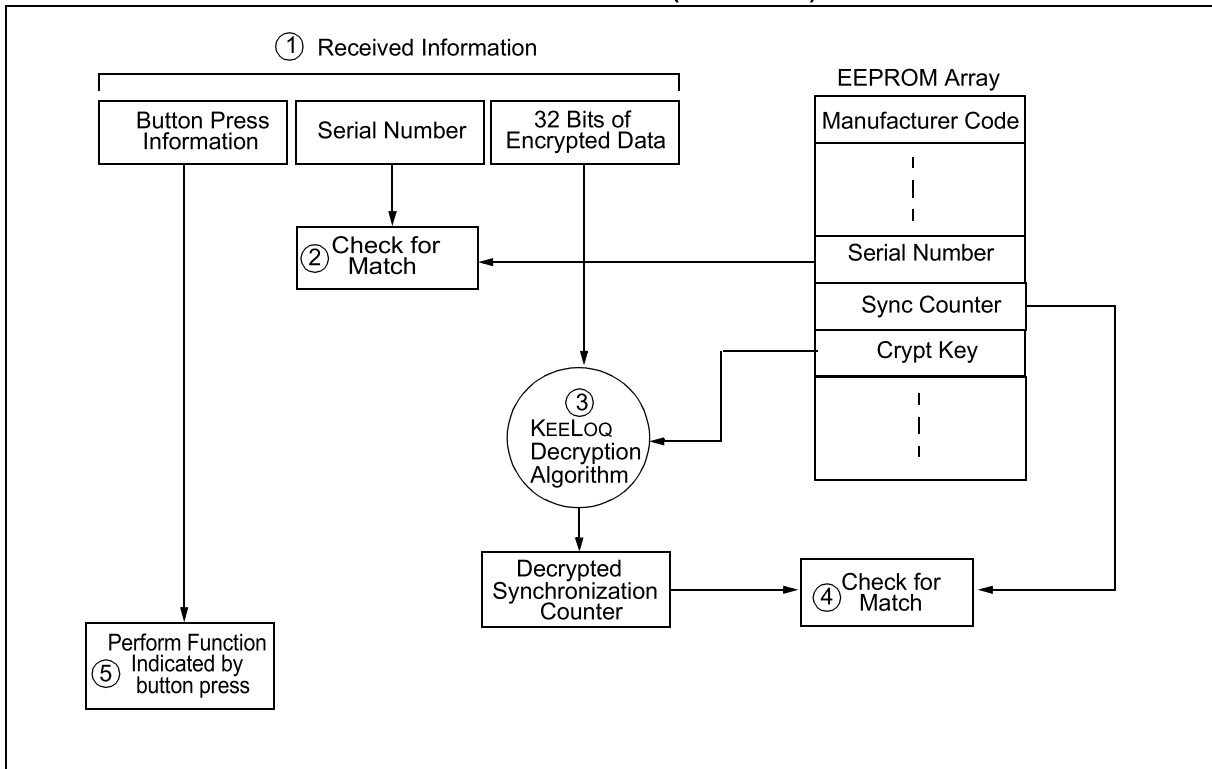 1 Received Information
EEPROM Array
Button Press
Information
Serial Number
32 Bits of
Encrypted Data
Manufacturer Code
2 Check for
Match
Serial Number
Sync Counter
Crypt Key
3
KEELOQ
Decryption
Algorithm
Decrypted
Synchronization
Counter
4 Check for
Match
Perform Function
5 Indicated by
button press